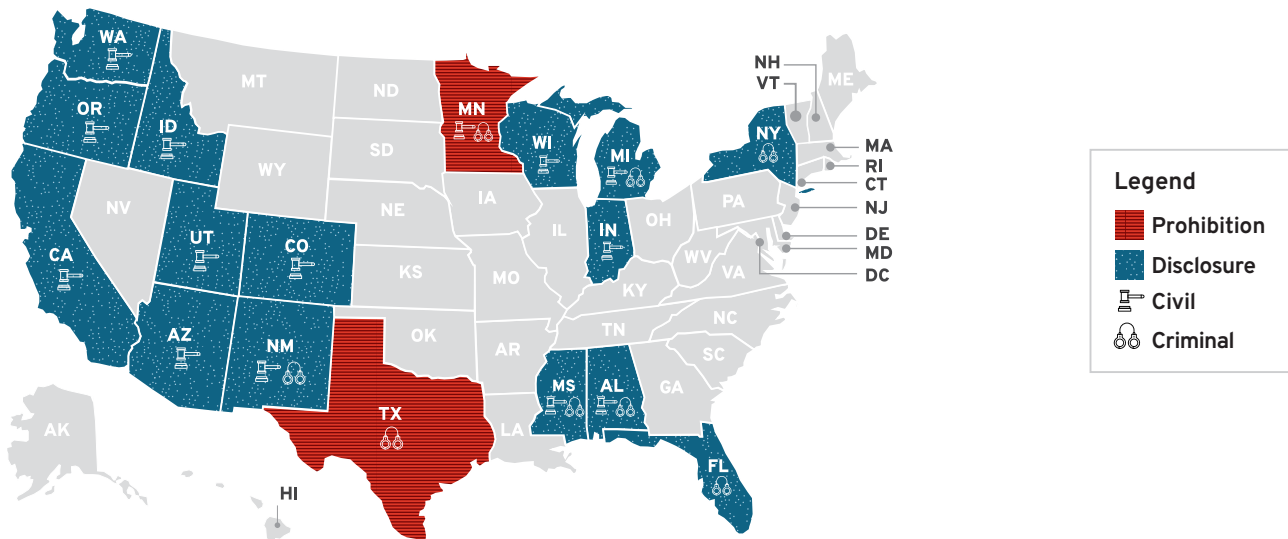 WA
MT
ND
MN
OR
ID
SD
WI
MI
NY
NH
VT
ME
MA
RI
CT
NJ
DE
MD
DC
WY
NV
IA
NE
PA
OH
IL
IN
CA
UT
CO
KS
MO
WV
VA
KY
AZ
NM
OK
AR
TN
NC
SC
MS
AL
GA
TX
LA
FL
AK
HI
Legend
Prohibition
Disclosure
Civil
Criminal